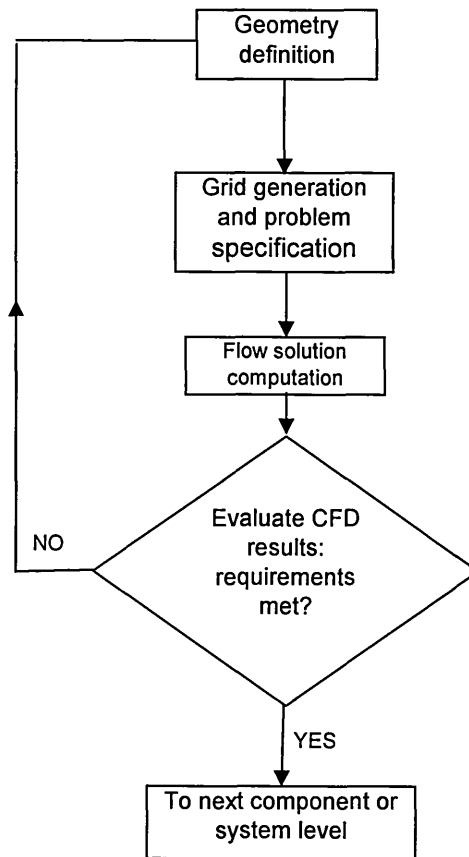 Geometry
definition
Grid generation
and problem
specification
Flow solution
computation
Evaluate CFD
results:
requirements
met?
NO
YES
To next component or
system level